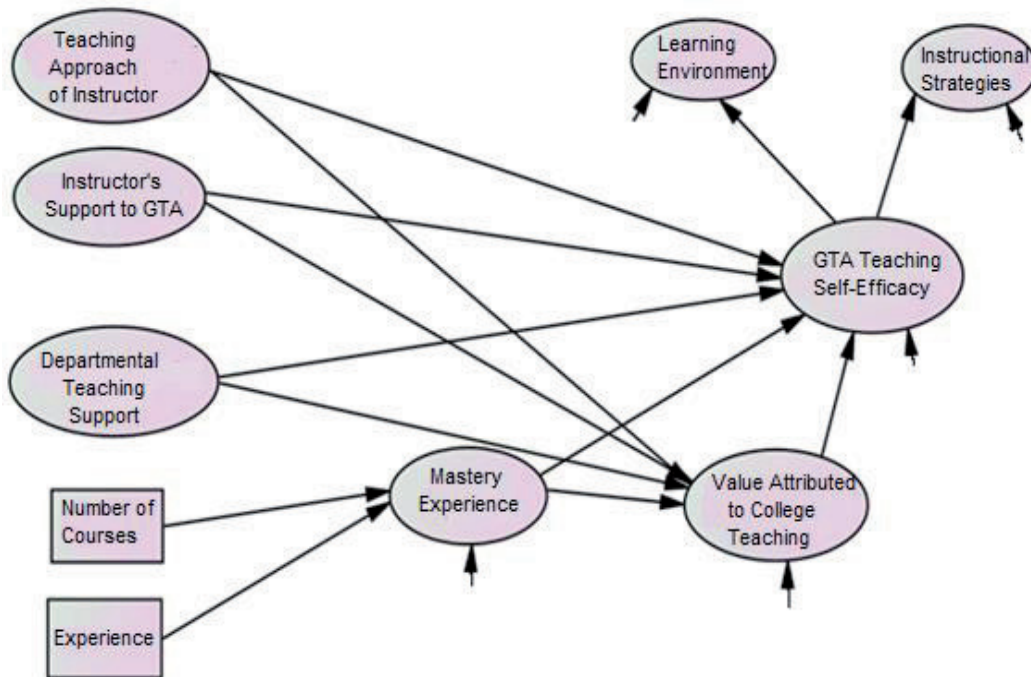 Teaching
Approach
of Instructor
Learning
Environment
Instructional
Strategies
Instructor's
Support to GTA
GTA Teaching
Self-Efficacy
Departmental
Teaching
Support
Mastery
Experience
Value Attributed
to College
Teaching
Number of
Courses
Experience